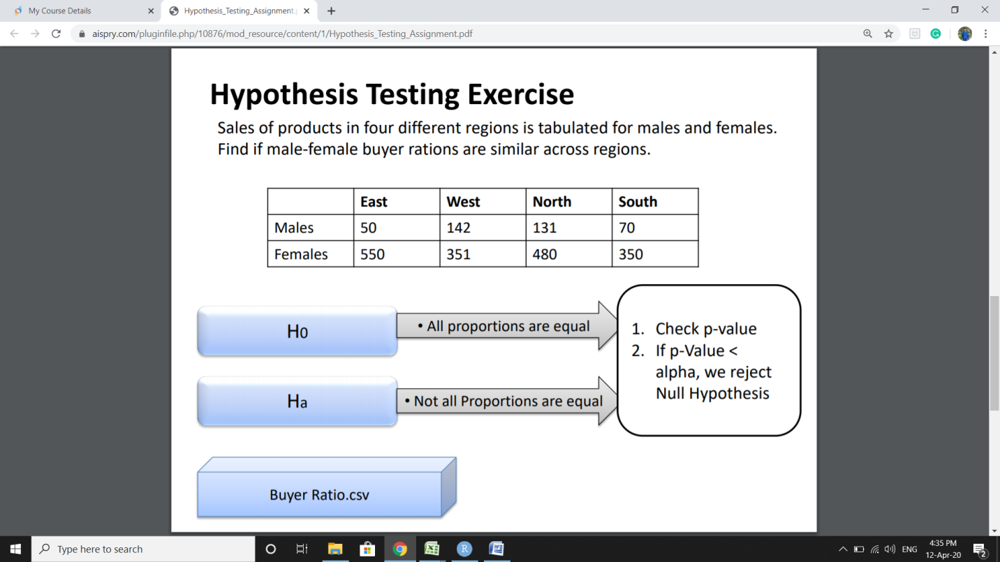 My Course Details
Hypothesis_Testing_Assignment.p
aispry.com/pluginfile.php/10876/mod_resource/content/1/Hypothesis_Testing_Assignment.pdf
Hypothesis Testing Exercise
Sales of products in four different regions is tabulated for males and females.
Find if male-female buyer rations are similar across regions.
East West North South
Males 50 142 131 70
Females 550 351 480 350
H0
• All proportions are equal
Ha
• Not all Proportions are equal
1. Check p-value
2. If p-Value <
alpha, we reject
Null Hypothesis
Buyer Ratio.csv
Type here to search
ENG
4:35 PM
12-Apr-20
2